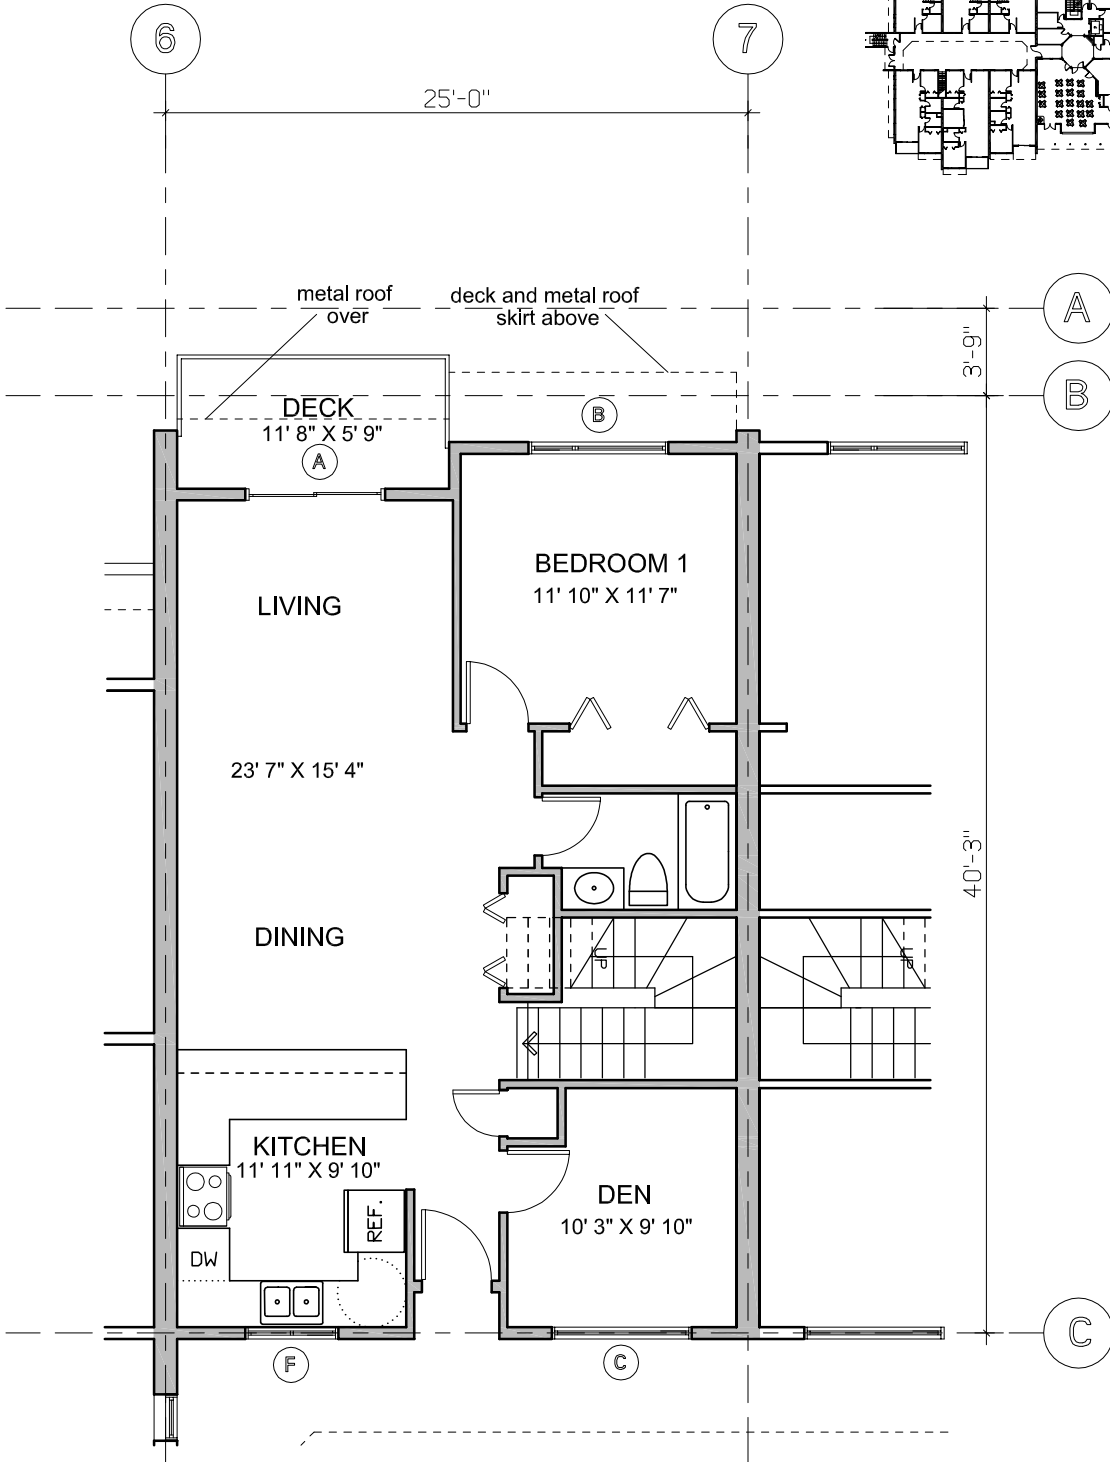 6
7
25'-0"
metal roof
over
deck and metal roof
skirt above
A
3'-9"
B
DECK
11' 8" X 5' 9"
A
B
BEDROOM 1
11' 10" X 11' 7"
LIVING
23' 7" X 15' 4"
40'-3"
DINING
UP
UP
KITCHEN
11' 11" X 9' 10"
REF.
DW
DEN
10' 3" X 9' 10"
F
C
C